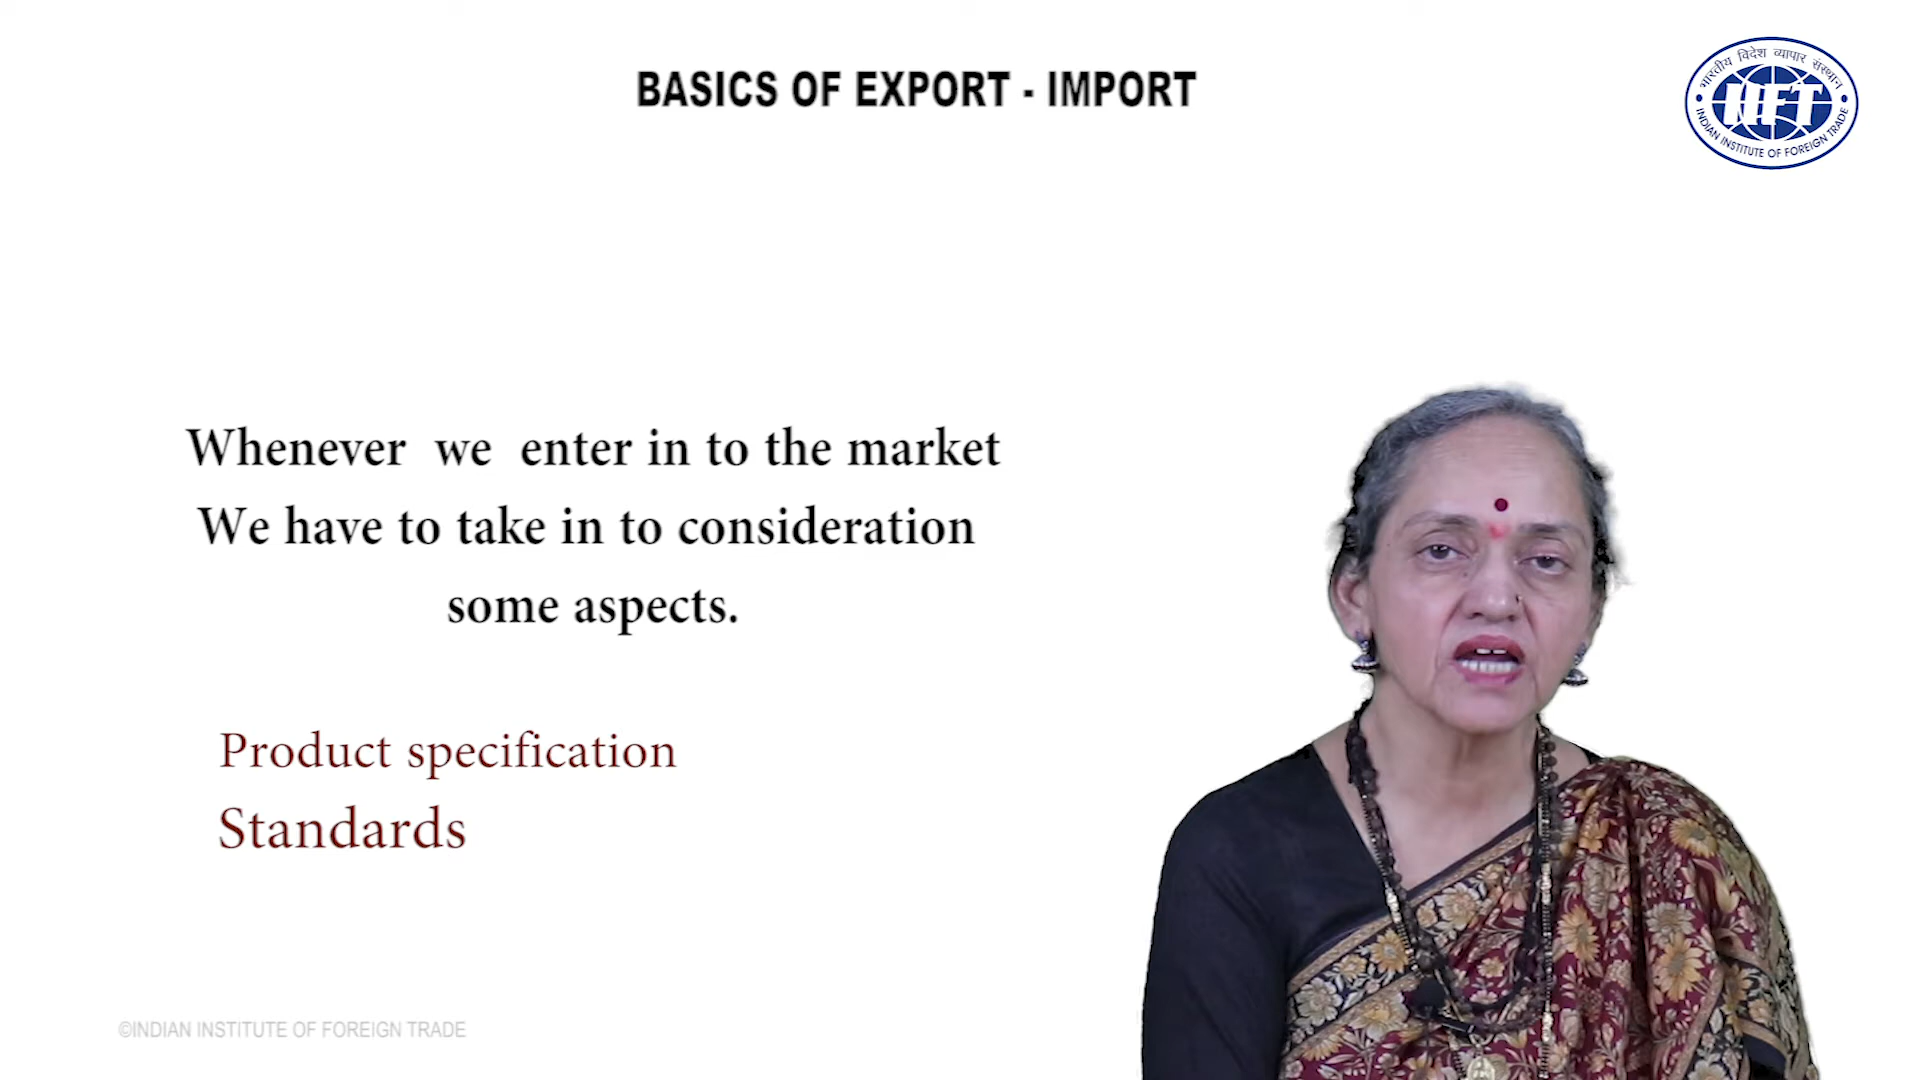 BASICS OF EXPORT - IMPORT
भारतीय विदेश व्यापार संस्थान
IIFT
INDIAN INSTITUTE OF FOREIGN TRADE
Whenever we enter in to the market
We have to take in to consideration
some aspects.
Product specification
Standards
©INDIAN INSTITUTE OF FOREIGN TRADE